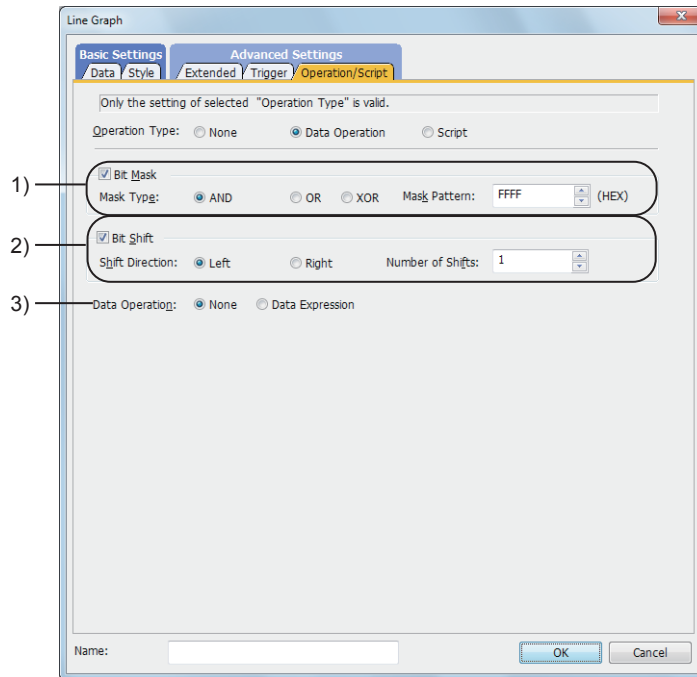 Line Graph
Basic Settings Advanced Settings
Data Style Extended Trigger Operation/Script
Only the setting of selected "Operation Type" is valid.
Operation Type: None Data Operation Script
1)
Bit Mask
Mask Type: AND OR XOR Mask Pattern: FFFF (HEX)
2)
Bit Shift
Shift Direction: Left Right Number of Shifts: 1
3)
Data Operation: None Data Expression
Name: OK Cancel